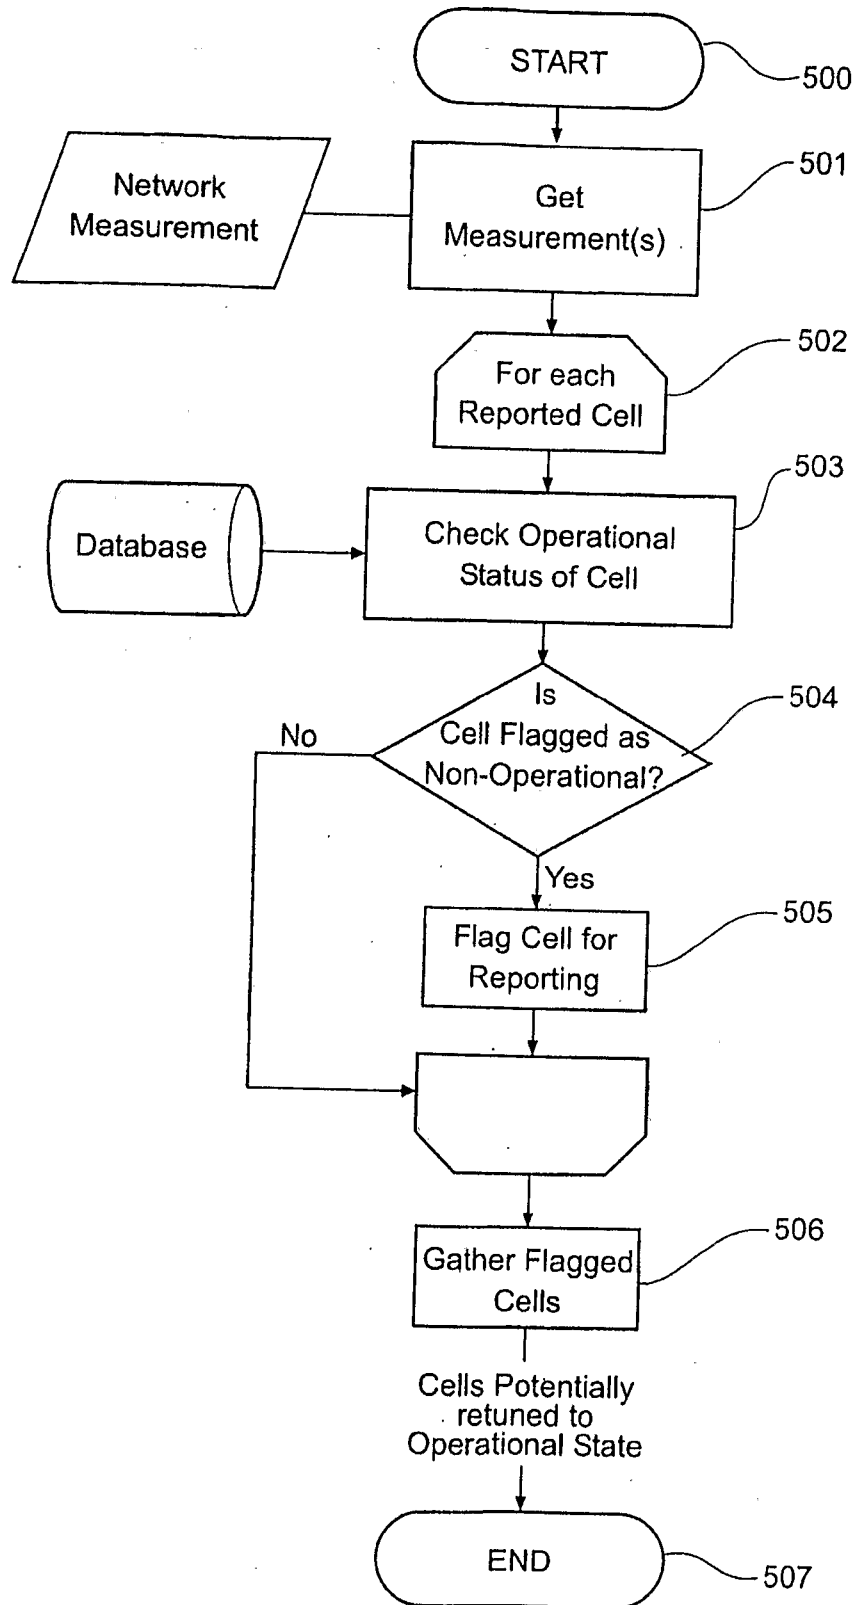 START
500
Network
Measurement
Get
Measurement(s)
501
For each
Reported Cell
502
Database
Check Operational
Status of Cell
503
Is
Cell Flagged as
Non-Operational?
504
No
Yes
Flag Cell for
Reporting
505
Gather Flagged
Cells
506
Cells Potentially
retuned to
Operational State
END
507